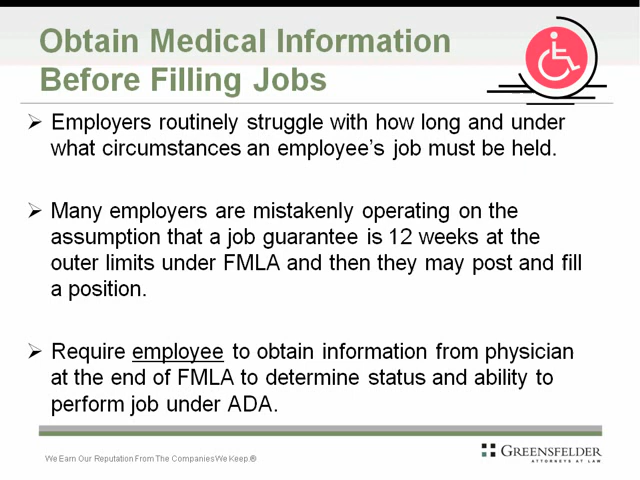 Obtain Medical Information
Before Filling Jobs
➢ Employers routinely struggle with how long and under
what circumstances an employee's job must be held.
➢ Many employers are mistakenly operating on the
assumption that a job guarantee is 12 weeks at the
outer limits under FMLA and then they may post and fill
a position.
➢ Require employee to obtain information from physician
at the end of FMLA to determine status and ability to
perform job under ADA.
We Earn Our Reputation From The Companies We Keep.®
GREENSFELDER
ATTORNEYS AT LAW